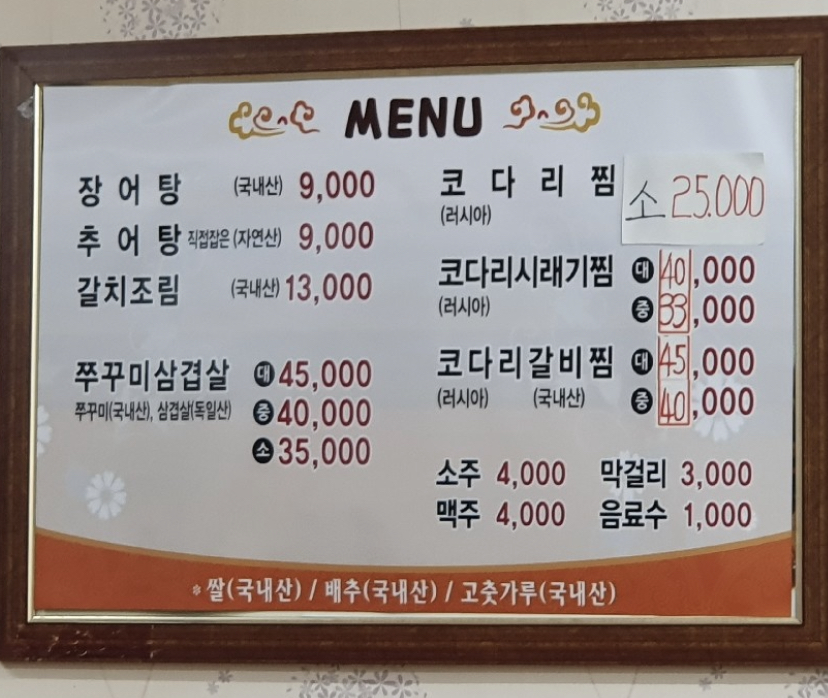 MENU
장어탕 (국내산) 9,000
추어탕 직접잡은 (자연산) 9,000
갈치조림 (국내산) 13,000
쭈꾸미삼겹살 대 45,000
쭈꾸미(국내산), 삼겹살(독일산) 중 40,000
소 35,000
코다리찜 소 25.000
(러시아)
코다리시래기찜 대 40,000
(러시아) 중 33,000
코다리갈비찜 대 45,000
(러시아) (국내산) 중 40,000
소주 4,000 막걸리 3,000
맥주 4,000 음료수 1,000
* 쌀(국내산) / 배추(국내산) / 고춧가루(국내산)